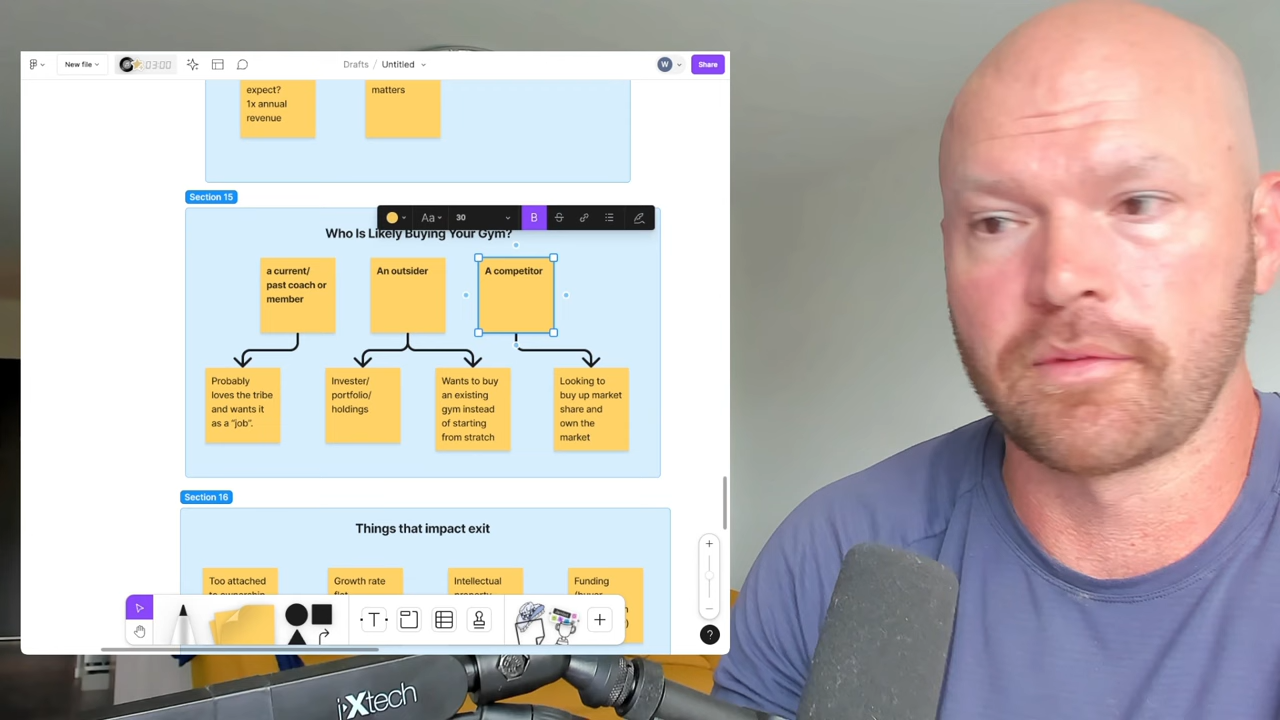 New file
03:00
Drafts / Untitled
W
Share
expect?
1x annual
revenue
matters
Section 15
Aa
30
B
S
Who Is Likely Buying Your Gym?
a current/
past coach or
member
An outsider
A competitor
Probably
loves the tribe
and wants it
as a “job”.
Invester/
portfolio/
holdings
Wants to buy
an existing
gym instead
of starting
from stratch
Looking to
buy up market
share and
own the
market
Section 16
Things that impact exit
Too attached
Growth rate
Intellectual
Funding
T
?
iXtech